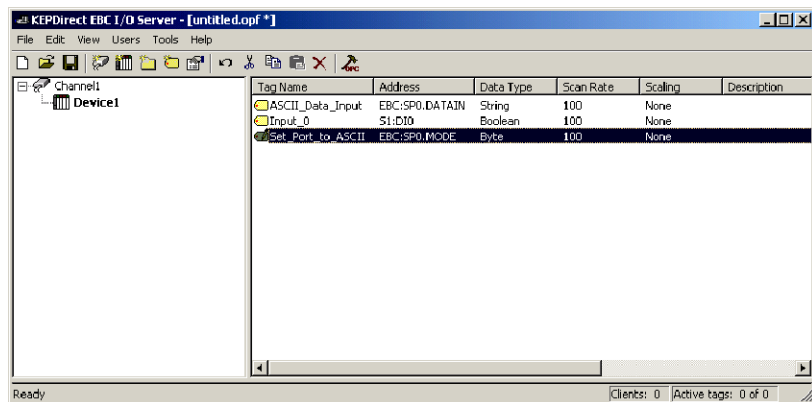 KEPDirect EBC I/O Server - [untitled.opf *]
File Edit View Users Tools Help
OPC
Channel1
Device1
Tag Name Address Data Type Scan Rate Scaling Description
ASCII_Data_Input EBC:SP0.DATAIN String 100 None
Input_0 S1:DI0 Boolean 100 None
Set_Port_to_ASCII EBC:SP0.MODE Byte 100 None
Ready Clients: 0 Active tags: 0 of 0